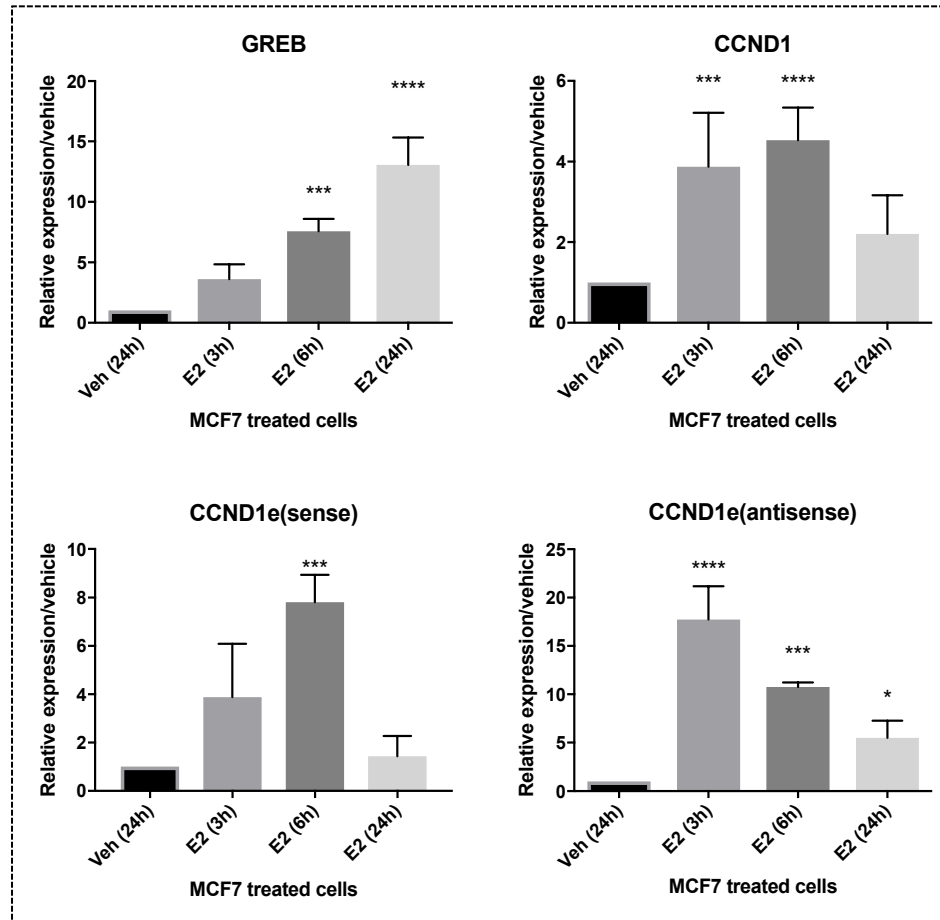 GREB
Relative expression/vehicle
20
15
10
5
0
***
****
Veh (24h)
E2 (3h)
E2 (6h)
E2 (24h)
MCF7 treated cells
CCND1
Relative expression/vehicle
6
4
2
0
***
****
Veh (24h)
E2 (3h)
E2 (6h)
E2 (24h)
MCF7 treated cells
CCND1e(sense)
Relative expression/vehicle
10
8
6
4
2
0
***
Veh (24h)
E2 (3h)
E2 (6h)
E2 (24h)
MCF7 treated cells
CCND1e(antisense)
Relative expression/vehicle
25
20
15
10
5
0
****
***
*
Veh (24h)
E2 (3h)
E2 (6h)
E2 (24h)
MCF7 treated cells